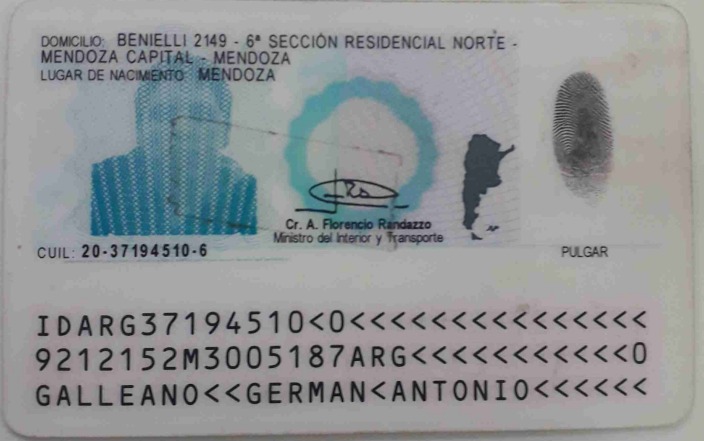 DOMICILIO: BENIELLI 2149 - 6ª SECCIÓN RESIDENCIAL NORTE -
MENDOZA CAPITAL - MENDOZA
LUGAR DE NACIMIENTO: MENDOZA
Cr. A. Florencio Randazzo
Ministro del Interior y Transporte
CUIL: 20-37194510-6
PULGAR
IDARG37194510<0<<<<<<<<<<<<<<<
9212152M3005187ARG<<<<<<<<<<<0
GALLEANO<<GERMAN<ANTONIO<<<<<<